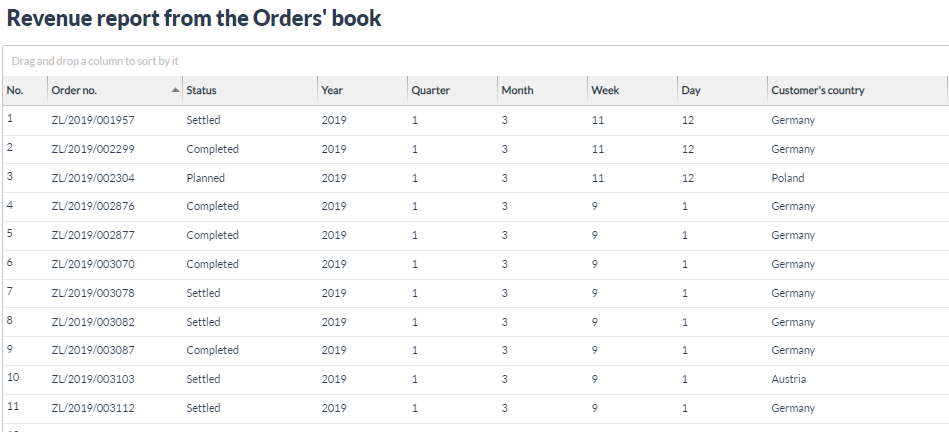 Revenue report from the Orders' book
Drag and drop a column to sort by it
No. Order no. Status Year Quarter Month Week Day Customer's country
1 ZL/2019/001957 Settled 2019 1 3 11 12 Germany
2 ZL/2019/002299 Completed 2019 1 3 11 12 Germany
3 ZL/2019/002304 Planned 2019 1 3 11 12 Poland
4 ZL/2019/002876 Completed 2019 1 3 9 1 Germany
5 ZL/2019/002877 Completed 2019 1 3 9 1 Germany
6 ZL/2019/003070 Completed 2019 1 3 9 1 Germany
7 ZL/2019/003078 Settled 2019 1 3 9 1 Germany
8 ZL/2019/003082 Settled 2019 1 3 9 1 Germany
9 ZL/2019/003087 Completed 2019 1 3 9 1 Germany
10 ZL/2019/003103 Settled 2019 1 3 9 1 Austria
11 ZL/2019/003112 Settled 2019 1 3 9 1 Germany